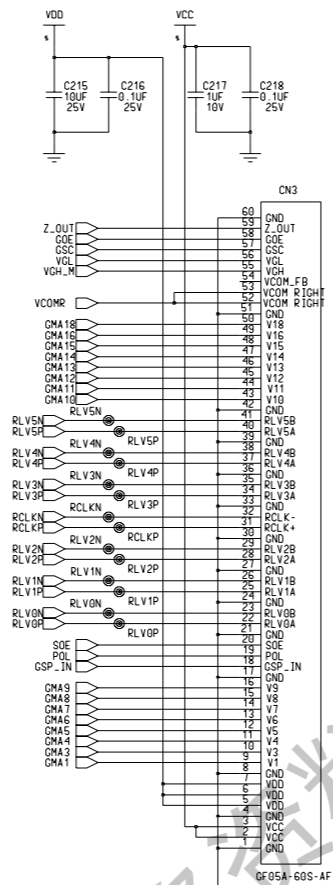 VDD VCC
C215 10UF 25V
C216 0.1UF 25V
C217 1UF 10V
C218 0.1UF 25V
CN3
60 GND
Z_OUT 59 Z_OUT
GOE 58 GOE
GSC 57 GSC
VGL 56 VGL
VGH_M 55 VGH
54 VCOM_FB
53 VCOM RIGHT
VCOMR 52 VCOM RIGHT
51 GND
GMA18 50 V18
GMA16 49 V16
GMA15 48 V15
GMA14 47 V14
GMA13 46 V13
GMA12 45 V12
GMA11 44 V11
GMA10 43 V10
RLV5N 42 GND
RLV5N 41 RLV5B
RLV5P 40 RLV5A
RLV4N RLV5P 39 GND
RLV4N 38 RLV4B
RLV4P 37 RLV4A
RLV3N RLV4P 36 GND
RLV3N 35 RLV3B
RLV3P 34 RLV3A
RCLKN RLV3P 33 GND
RCLKN 32 RCLK-
RCLKP 31 RCLK+
RLV2N RCLKP 30 GND
RLV2N 29 RLV2B
RLV2P 28 RLV2A
RLV1N RLV2P 27 GND
RLV1N 26 RLV1B
RLV1P 25 RLV1A
RLV0N RLV1P 24 GND
RLV0N 23 RLV0B
RLV0P 22 RLV0A
RLV0P 21 GND
SOE 20 SOE
POL 19 POL
GSP_IN 18 GSP_IN
17 GND
GMA9 16 V9
GMA8 15 V8
GMA7 14 V7
GMA6 13 V6
GMA5 12 V5
GMA4 11 V4
GMA3 10 V3
GMA1 9 V1
8 GND
7 VDD
6 VDD
5 VDD
4 GND
3 VCC
2 VCC
1 GND
GF05A-60S-AF